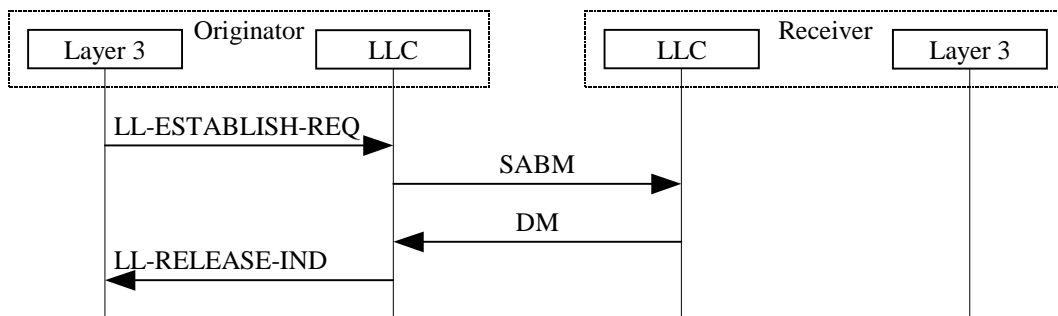 Originator
Receiver
Layer 3
LLC
LLC
Layer 3
LL-ESTABLISH-REQ
SABM
DM
LL-RELEASE-IND